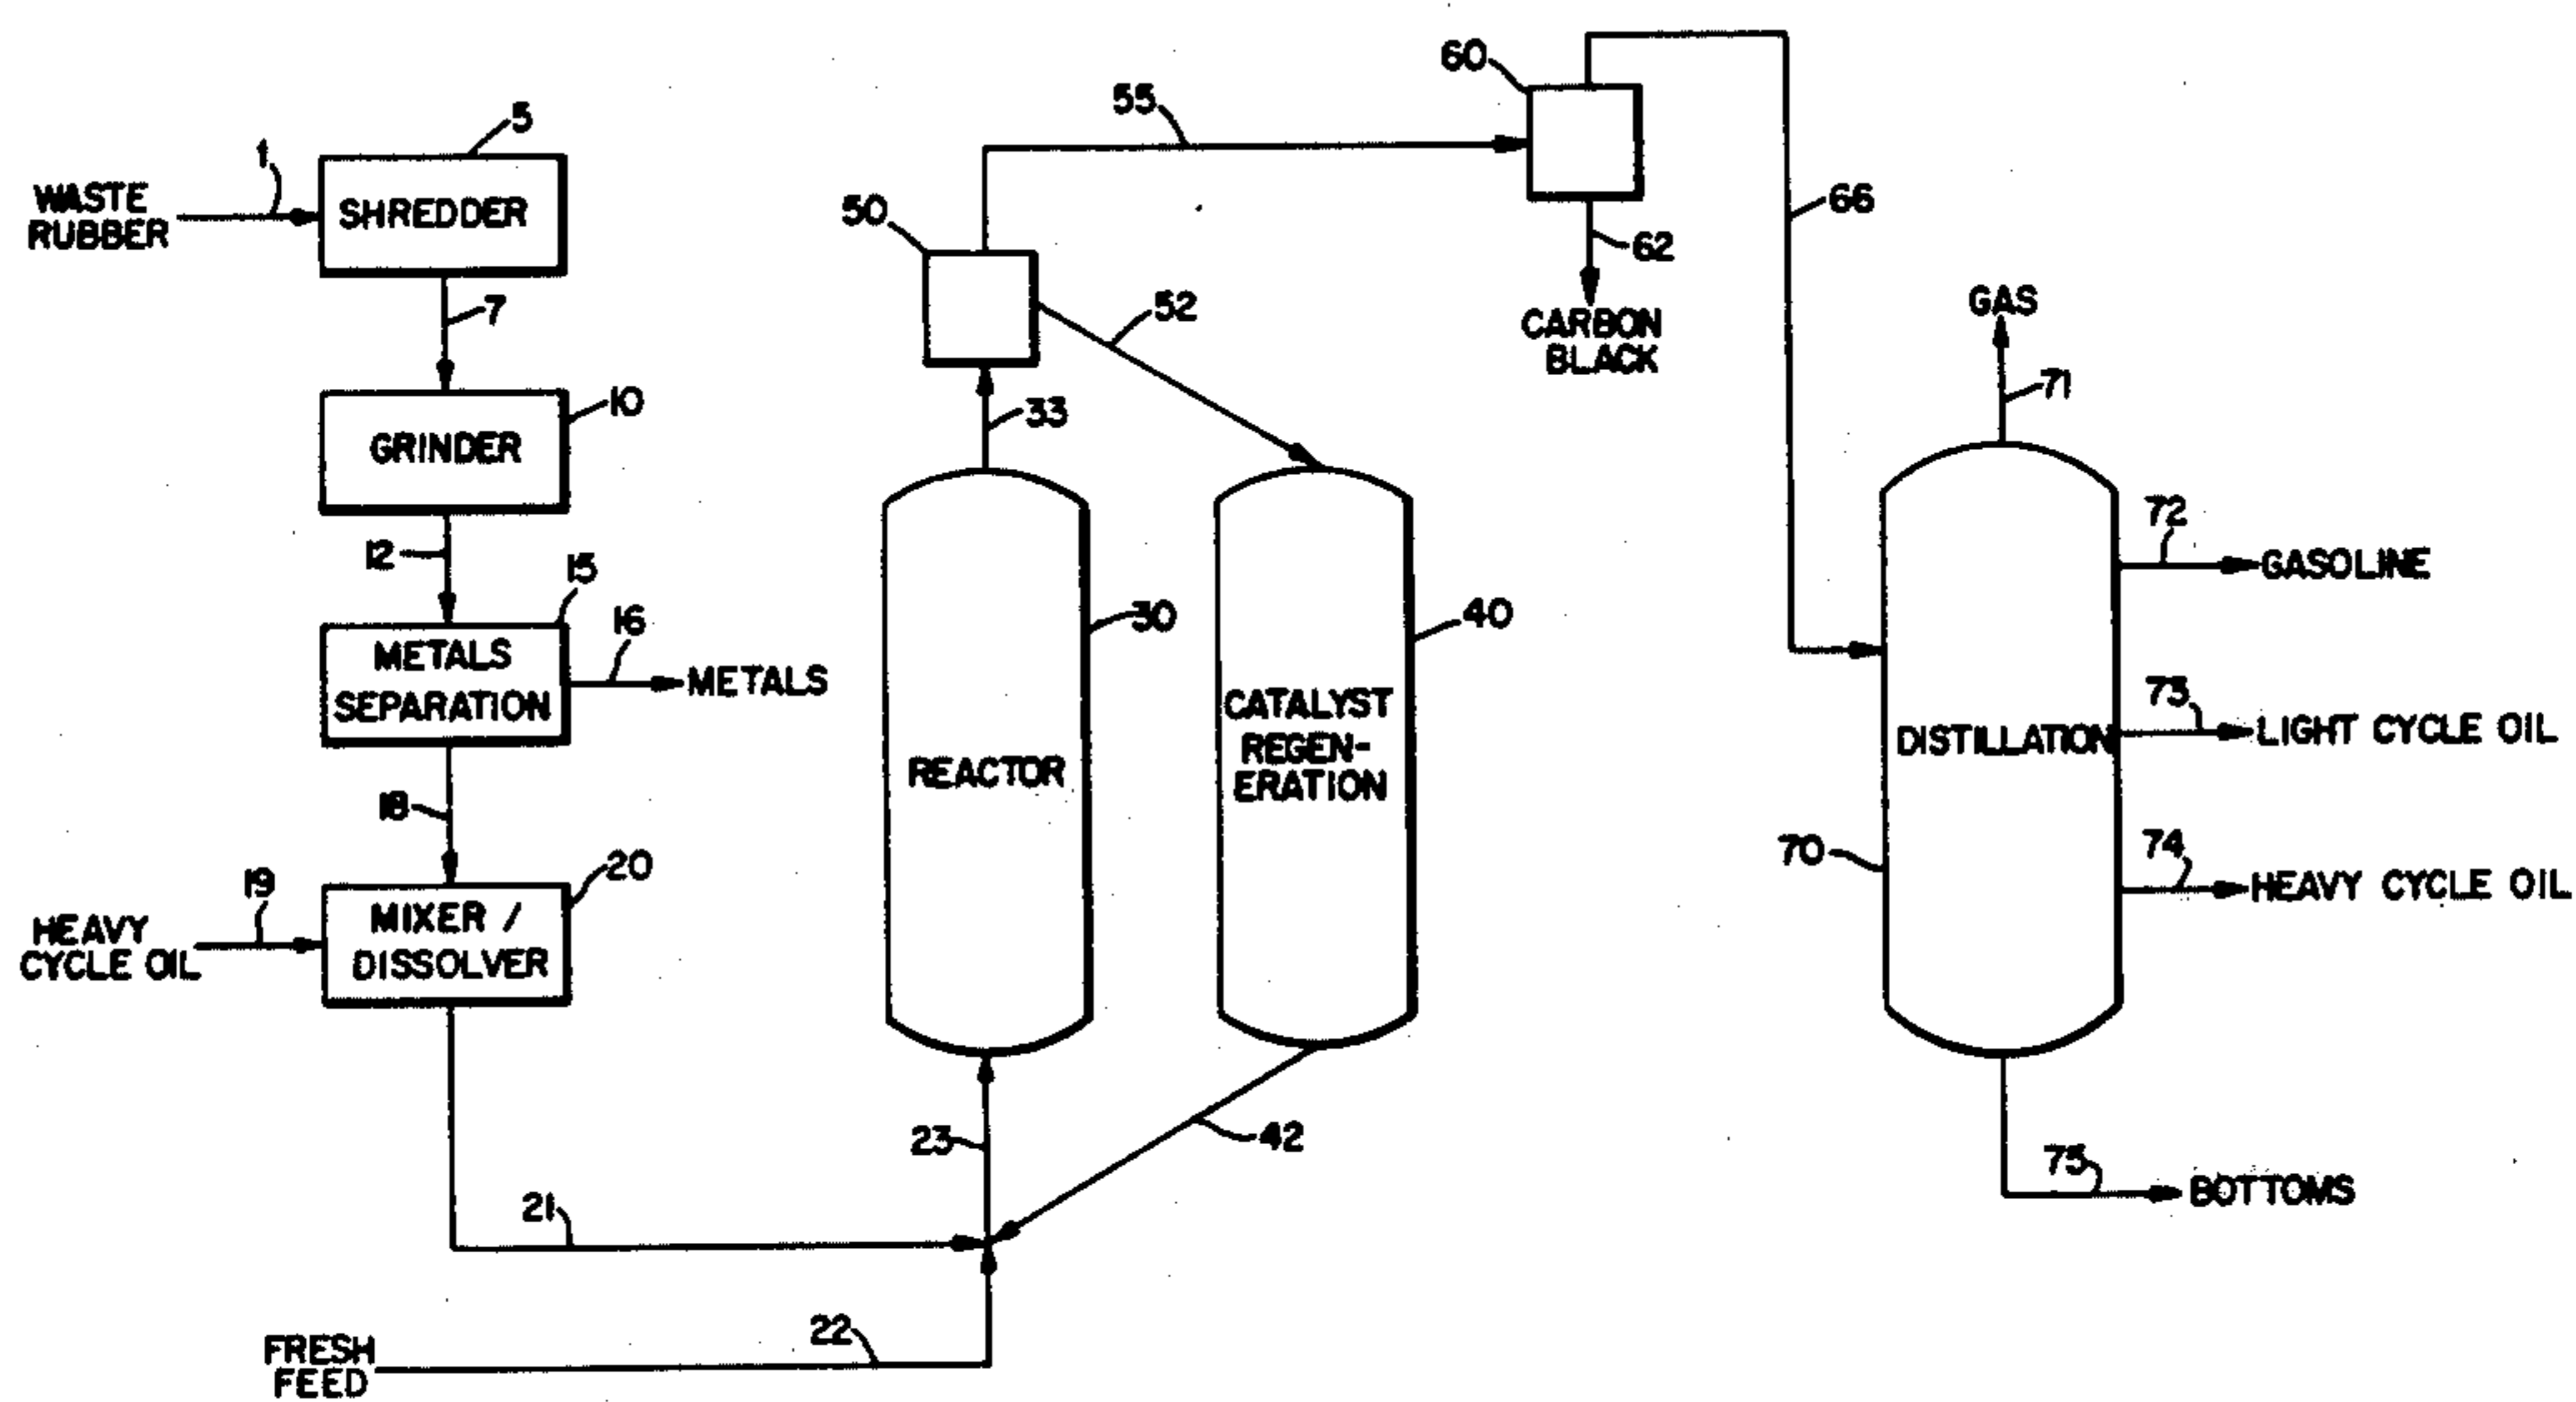 5
1
WASTE
RUBBER
SHREDDER
7
10
GRINDER
12
15
16
METALS
SEPARATION
METALS
18
20
19
HEAVY
CYCLE OIL
MIXER /
DISSOLVER
21
22
FRESH
FEED
23
42
30
REACTOR
40
CATALYST
REGEN-
ERATION
33
50
52
55
60
62
CARBON
BLACK
66
GAS
71
72
GASOLINE
73
LIGHT CYCLE OIL
DISTILLATION
70
74
HEAVY CYCLE OIL
75
BOTTOMS